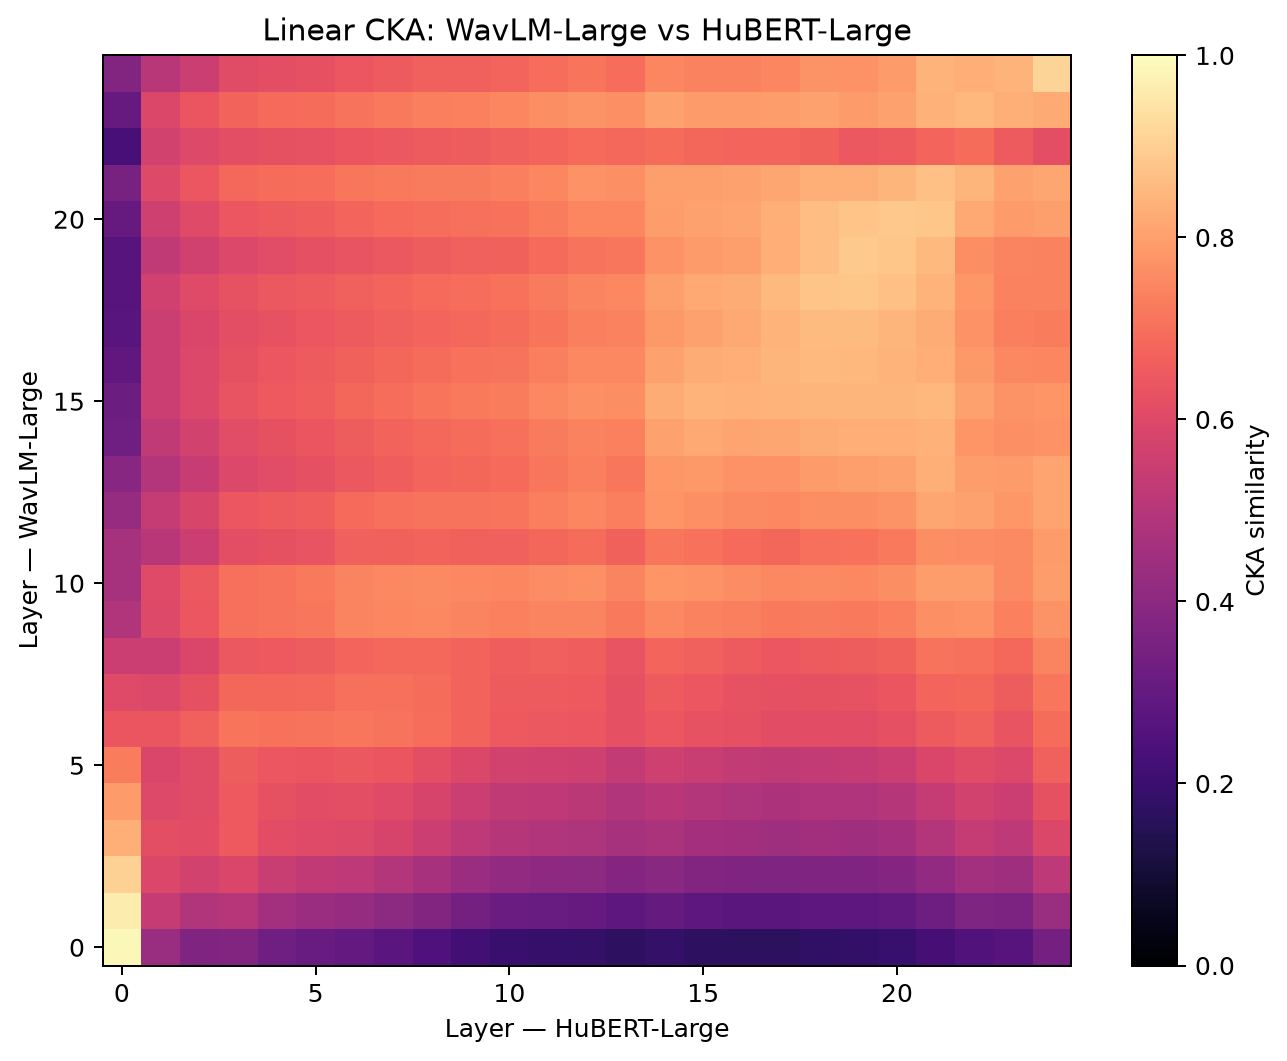 Linear CKA: WavLM-Large vs HuBERT-Large
Layer — WavLM-Large
20
15
10
5
0
0 5 10 15 20
Layer — HuBERT-Large
1.0
0.8
0.6
0.4
0.2
0.0
CKA similarity